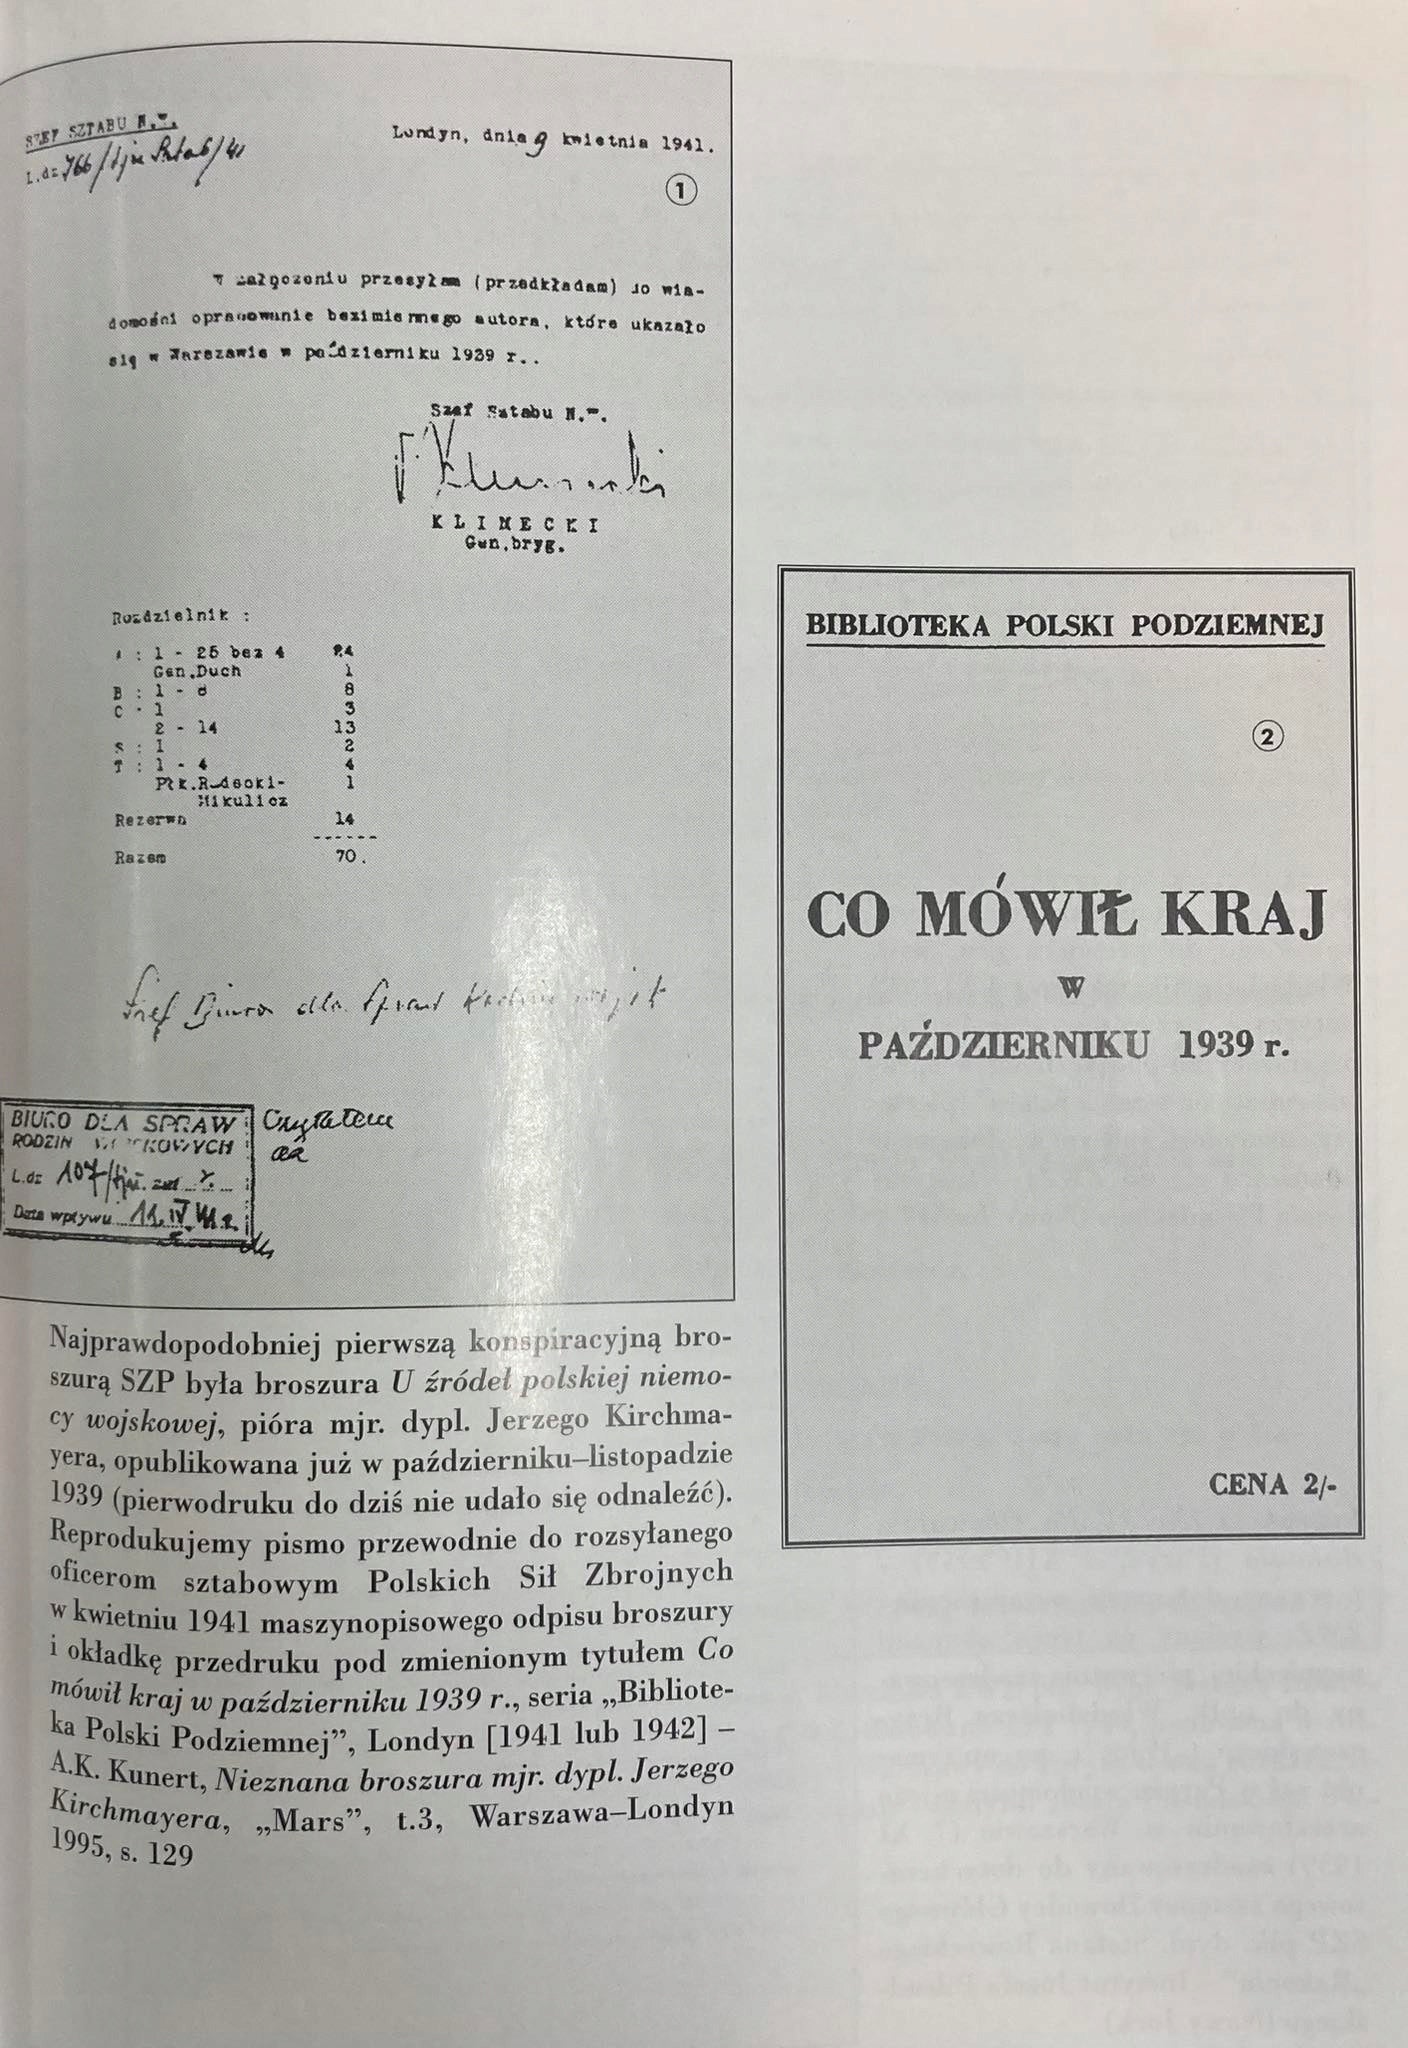 SZEF SZTABU N.W.
Londyn, dnia 9 kwietnia 1941.
L.dz 766/tjn Sztab/41
①
W załączeniu przesyłam (przedkładam) do wia-
domości opracowanie bezimiennego autora, które ukazało
się w Warszawie w październiku 1939 r..
Szef Sztabu N.W.
KLIMECKI
Gen.bryg.
Rozdzielnik :
: 1 - 25 bez 4 24
Gen.Duch 1
B : 1 - 8 8
C : 1 3
2 - 14 13
S : 1 2
T : 1 - 4 4
Płk.Rudecki- 1
Mikulicz
Rezerwa 14
------
Razem 70.
Szef Biura dla Spraw
BIURO DLA SPRAW
RODZIN WOJSKOWYCH
L.dz 107/tjn.
Data wpływu 11.IV.41 r.
Czytałem
BIBLIOTEKA POLSKI PODZIEMNEJ
②
CO MÓWIŁ KRAJ
W
PAŹDZIERNIKU 1939 r.
CENA 2/-
Najprawdopodobniej pierwszą konspiracyjną bro-
szurą SZP była broszura U źródeł polskiej niemo-
cy wojskowej, pióra mjr. dypl. Jerzego Kirchma-
yera, opublikowana już w październiku–listopadzie
1939 (pierwodruku do dziś nie udało się odnaleźć).
Reprodukujemy pismo przewodnie do rozsyłanego
oficerom sztabowym Polskich Sił Zbrojnych
w kwietniu 1941 maszynopisowego odpisu broszury
i okładkę przedruku pod zmienionym tytułem Co
mówił kraj w październiku 1939 r., seria „Bibliote-
ka Polski Podziemnej”, Londyn [1941 lub 1942] –
A.K. Kunert, Nieznana broszura mjr. dypl. Jerzego
Kirchmayera, „Mars”, t.3, Warszawa–Londyn
1995, s. 129